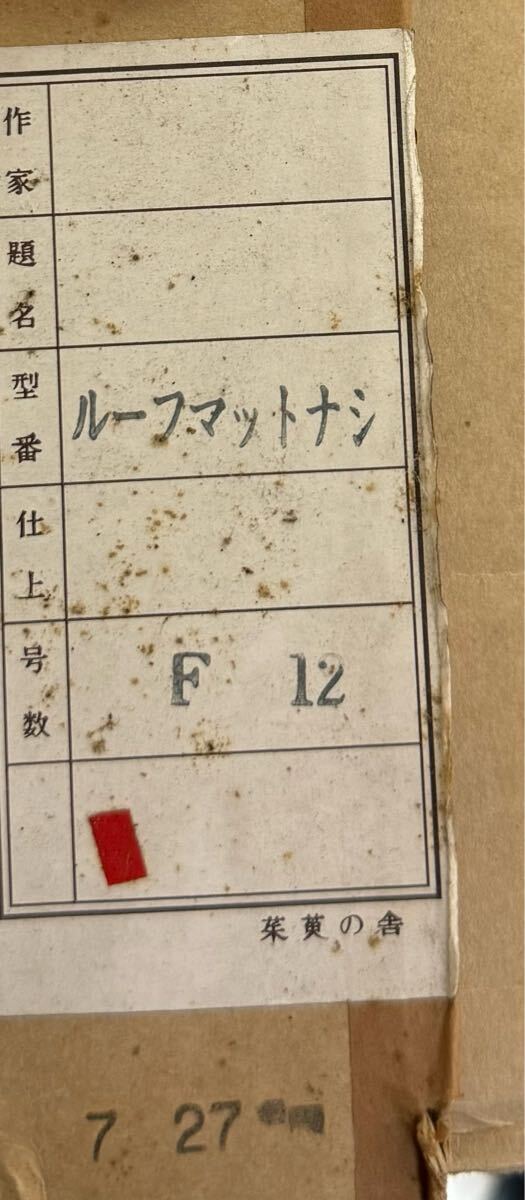 作家
題名
型番 ルーフマットナシ
仕上
号数 F 12
茱萸の舎
7 27